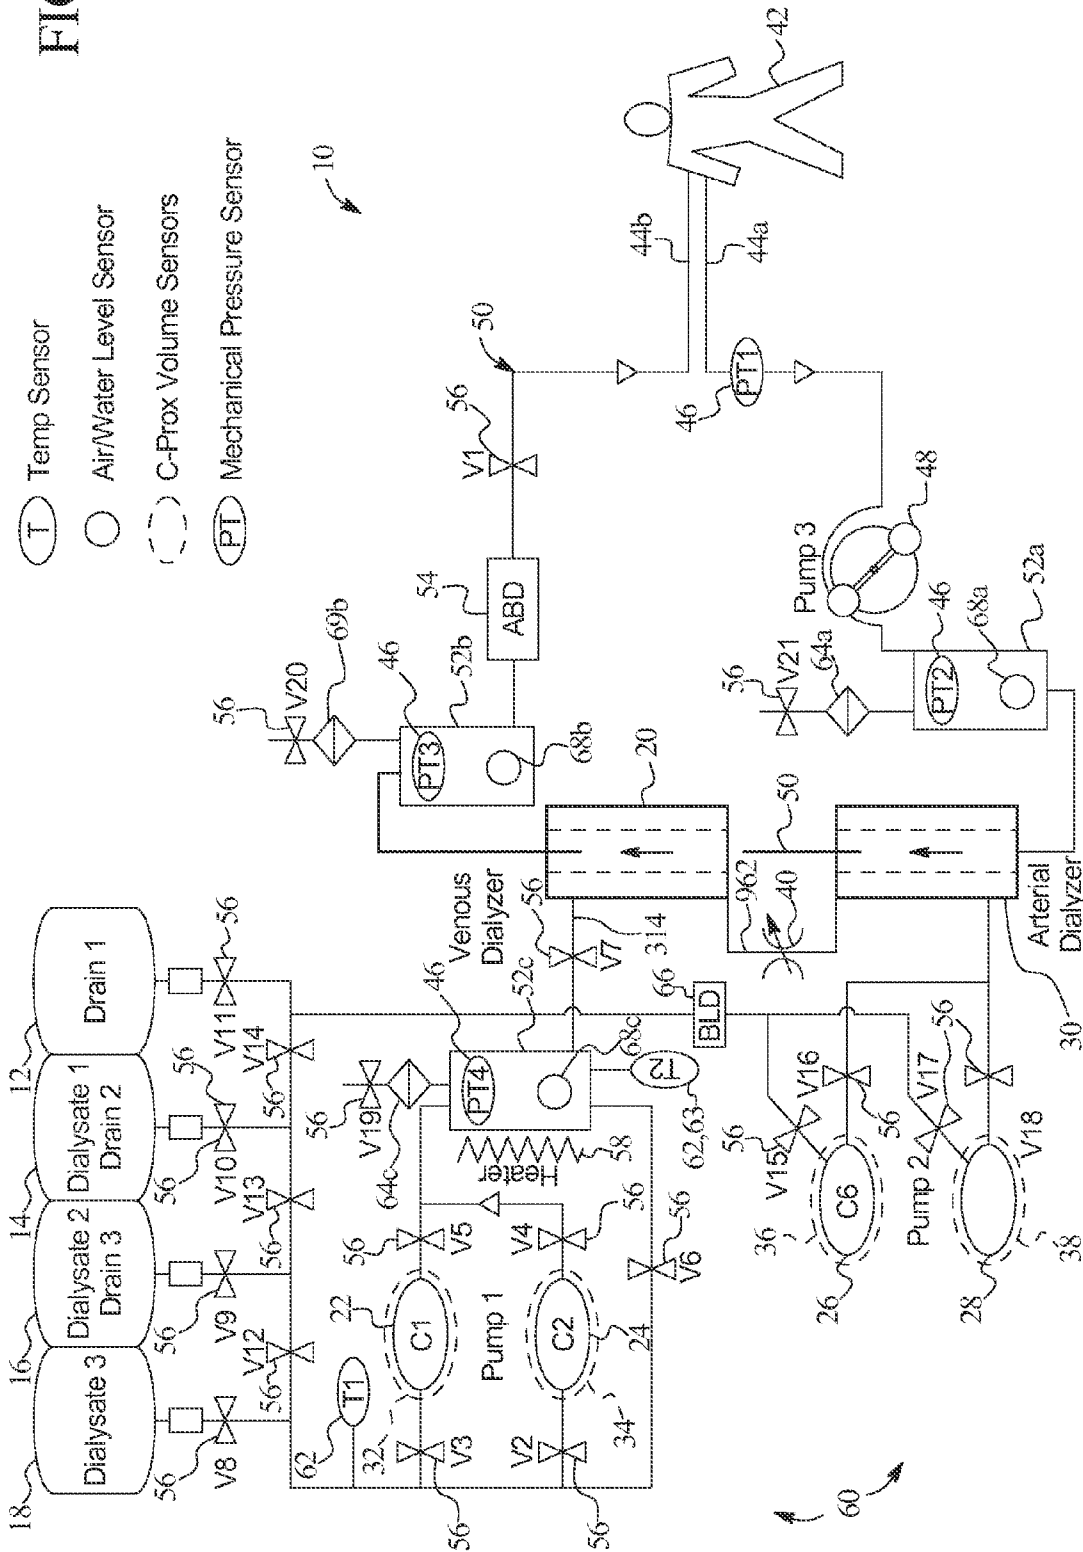 18
16
14
12
Dialysate 3
Dialysate 2
Drain 3
Dialysate 1
Drain 2
Drain 1
T
Temp Sensor
Air/Water Level Sensor
C-Prox Volume Sensors
PT
Mechanical Pressure Sensor
10
56
V8
56
V9
56
V10
56
V11
56
56
V12
56
V13
56
V14
62
T1
32
22
C1
V3
56
56
V5
Pump 1
V2
56
C2
V4
56
34
24
V6
56
V19
56
64c
PT4
46
52c
68c
Heater
58
T2
62,63
Venous
Dialyzer
56
V7
314
66
BLD
962
40
20
50
V20
56
69b
PT3
46
52b
68b
54
ABD
V1
56
50
44b
44a
42
46
PT1
Pump 3
48
V21
56
64a
PT2
46
68a
52a
36
C6
26
V15
56
V16
56
Pump 2
V17
56
V18
28
38
30
Arterial
Dialyzer
60